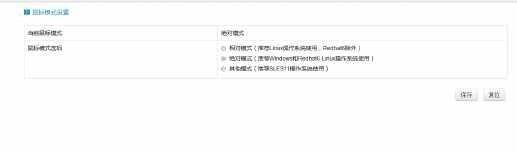 鼠标模式设置
当前鼠标模式 绝对模式
鼠标模式选择 相对模式（推荐Linux操作系统使用，Redhat6除外）
绝对模式（推荐Windows和Redhat6 Linux操作系统使用）
其他模式（推荐SLES11操作系统使用）
保存 复位